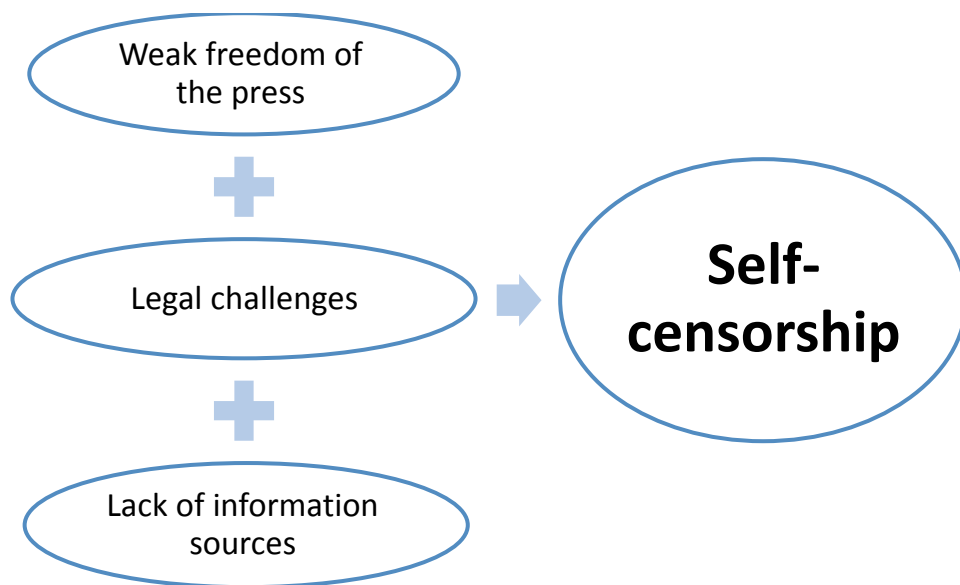 Weak freedom of
the press
Legal challenges
Lack of information
sources
Self-
censorship